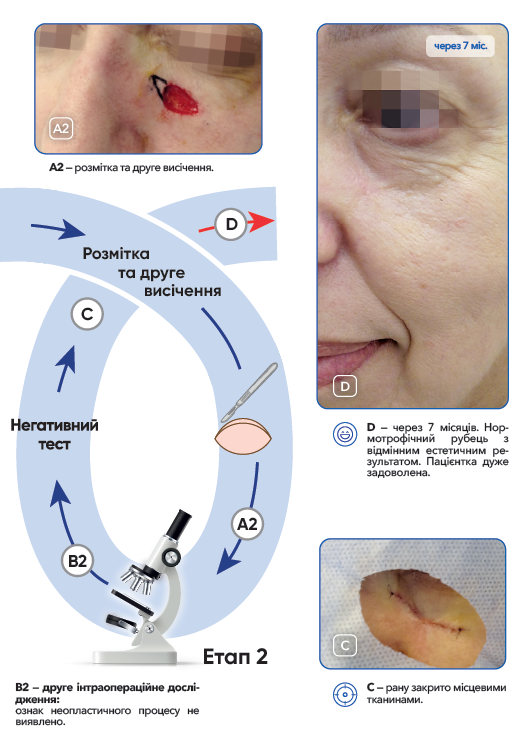 A2
A2 – розмітка та друге висічення.
через 7 міс.
D
D
Розмітка
та друге
висічення
C
Негативний
тест
A2
B2
Етап 2
D – через 7 місяців. Нор-
мотрофічний рубець з
відмінним естетичним ре-
зультатом. Пацієнтка дуже
задоволена.
C
C – рану закрито місцевими
тканинами.
B2 – друге інтраопераційне дослі-
дження:
ознак неопластичного процесу не
виявлено.